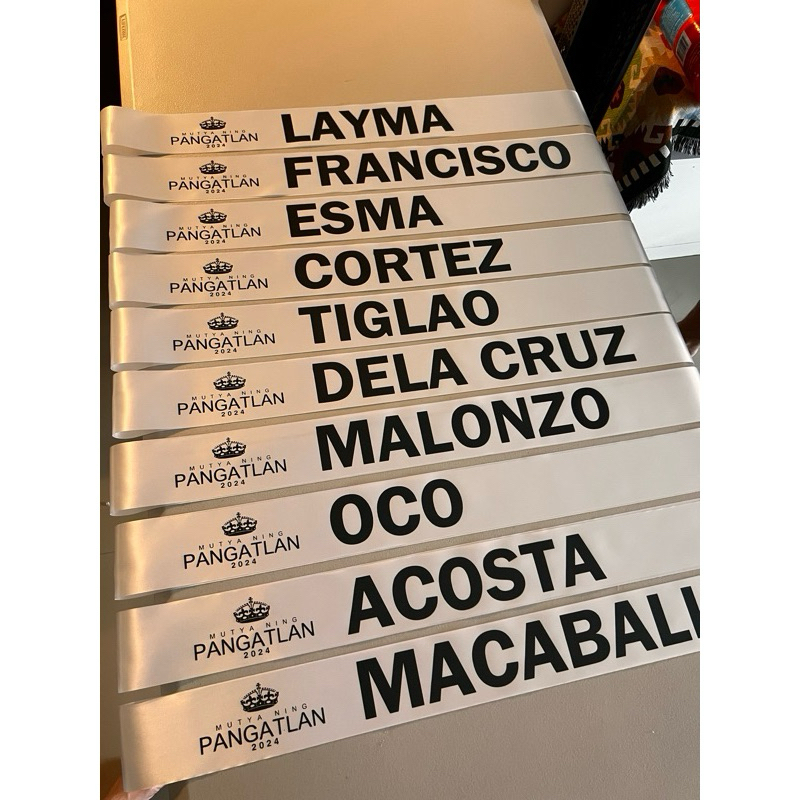 MUTYA NING
PANGATLAN
2024
LAYMA
MUTYA NING
PANGATLAN
2024
FRANCISCO
MUTYA NING
PANGATLAN
2024
ESMA
MUTYA NING
PANGATLAN
2024
CORTEZ
MUTYA NING
PANGATLAN
2024
TIGLAO
MUTYA NING
PANGATLAN
2024
DELA CRUZ
MUTYA NING
PANGATLAN
2024
MALONZO
MUTYA NING
PANGATLAN
2024
OCO
MUTYA NING
PANGATLAN
2024
ACOSTA
MUTYA NING
PANGATLAN
2024